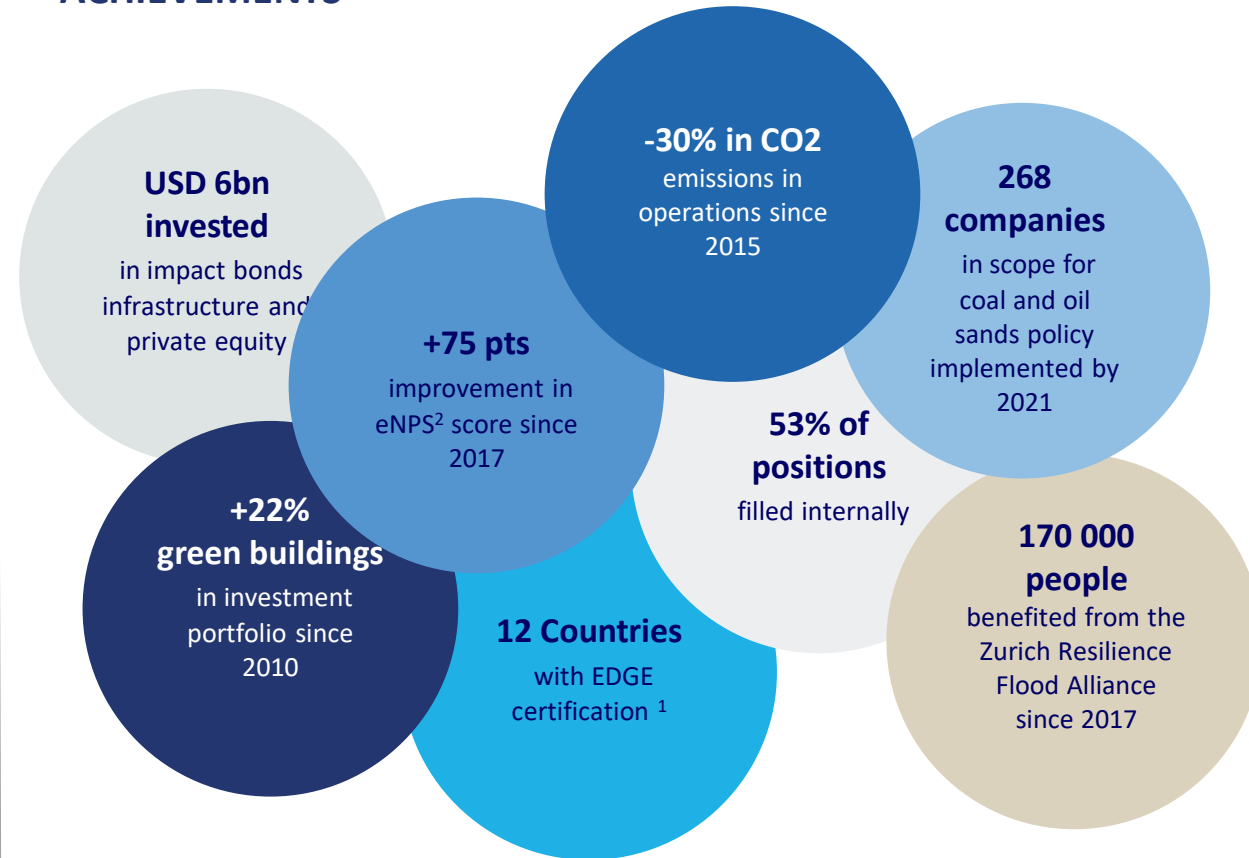 ACHIEVEMENTS
-30% in CO2
emissions in
operations since
2015
USD 6bn
invested
in impact bonds
infrastructure and
private equity
268
companies
in scope for
coal and oil
sands policy
implemented by
2021
+75 pts
improvement in
eNPS² score since
2017
53% of
positions
filled internally
+22%
green buildings
in investment
portfolio since
2010
12 Countries
with EDGE
certification ¹
170 000
people
benefited from the
Zurich Resilience
Flood Alliance
since 2017